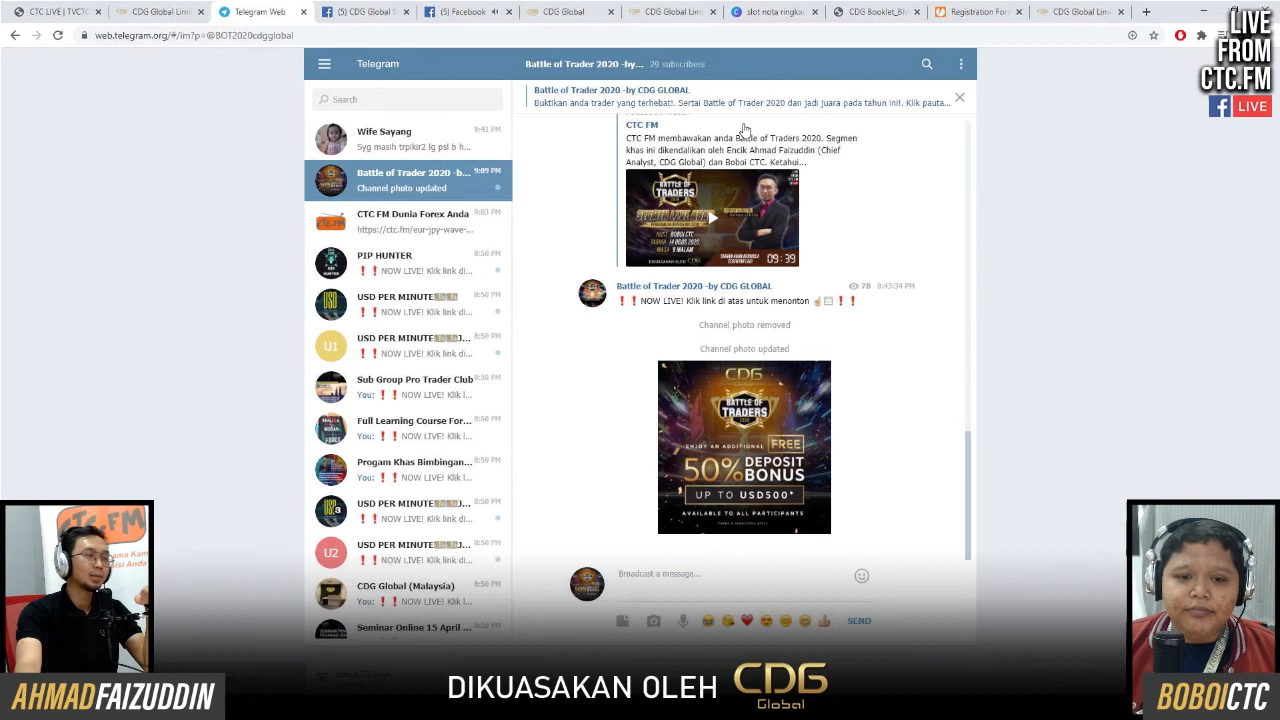 CTC LIVE | TVCTC
CDG Global Limi
Telegram Web
(5) CDG Global S
(5) Facebook
CDG Global
CDG Global Limi
slot note ringka
CDG Booklet_BM
Registration For
CDG Global Lim
web.telegram.org/#/im?p=@BOT2020cdgglobal
LIVE
FROM
CTC.FM
LIVE
Telegram
Battle of Trader 2020 -by... 29 subscribers
Search
Battle of Trader 2020 -by CDG GLOBAL
Buktikan anda trader yang terhebat!. Sertai Battle of Trader 2020 dan jadi juara pada tahun ini!. Klik pauta...
Wife Sayang 9:41 PM
Syg masih trpikir2 lg psl b h...
Battle of Trader 2020 -b... 9:09 PM
Channel photo updated
CTC FM Dunia Forex Anda 9:03 PM
https://ctc.fm/eur-jpy-wave-...
PIP HUNTER 8:50 PM
❗❗NOW LIVE! Klik link di...
USD PER MINUTE 8:50 PM
❗❗NOW LIVE! Klik link di...
U1
USD PER MINUTE J... 8:50 PM
❗❗NOW LIVE! Klik link di...
Sub Group Pro Trader Club 8:50 PM
You: ❗❗NOW LIVE! Klik l...
Full Learning Course For... 8:50 PM
You: ❗❗NOW LIVE! Klik l...
Progam Khas Bimbingan... 8:50 PM
You: ❗❗NOW LIVE! Klik l...
USD PER MINUTE J... 8:50 PM
❗❗NOW LIVE! Klik link di...
U2
USD PER MINUTE J... 8:50 PM
❗❗NOW LIVE! Klik link di...
CDG Global (Malaysia) 8:50 PM
You: ❗❗NOW LIVE! Klik l...
Seminar Online 15 April ... 8:50 PM
CTC FM
CTC FM membawakan anda Battle of Traders 2020. Segmen
khas ini dikendalikan oleh Encik Ahmad Faizuddin (Chief
Analyst, CDG Global) dan Boboi CTC. Ketahui...
BATTLE OF
TRADERS
HOST BOBOI CTC
MASA 9 MALAM
DIKUASAKAN OLEH CDG
09:39
Battle of Trader 2020 -by CDG GLOBAL 78 8:43:34 PM
❗❗NOW LIVE! Klik link di atas untuk menonton ☝🏻 ❗❗
Channel photo removed
Channel photo updated
CDG
BATTLE OF
TRADERS
2020
ENJOY AN ADDITIONAL FREE
50% DEPOSIT
BONUS
UP TO USD500*
AVAILABLE TO ALL PARTICIPANTS
Broadcast a message...
SEND
AHMADFAIZUDDIN
DIKUASAKAN OLEH CDG
Global
BOBOICTC